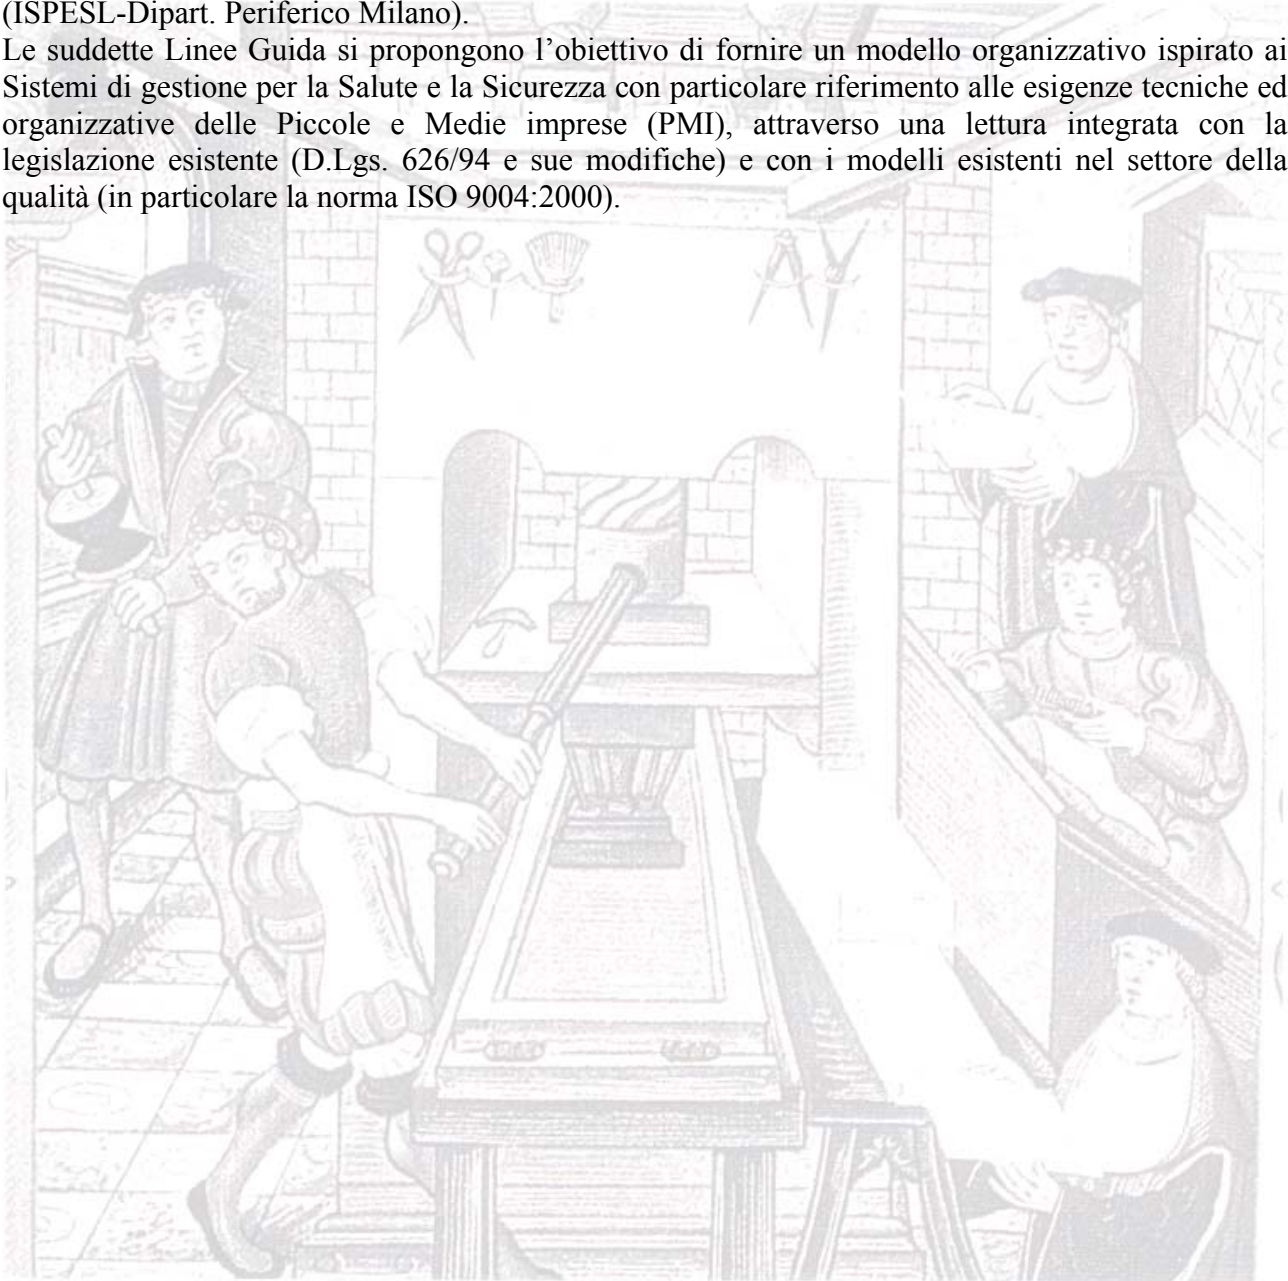 (ISPESL-Dipart. Periferico Milano).
Le suddette Linee Guida si propongono l’obiettivo di fornire un modello organizzativo ispirato ai
Sistemi di gestione per la Salute e la Sicurezza con particolare riferimento alle esigenze tecniche ed
organizzative delle Piccole e Medie imprese (PMI), attraverso una lettura integrata con la
legislazione esistente (D.Lgs. 626/94 e sue modifiche) e con i modelli esistenti nel settore della
qualità (in particolare la norma ISO 9004:2000).